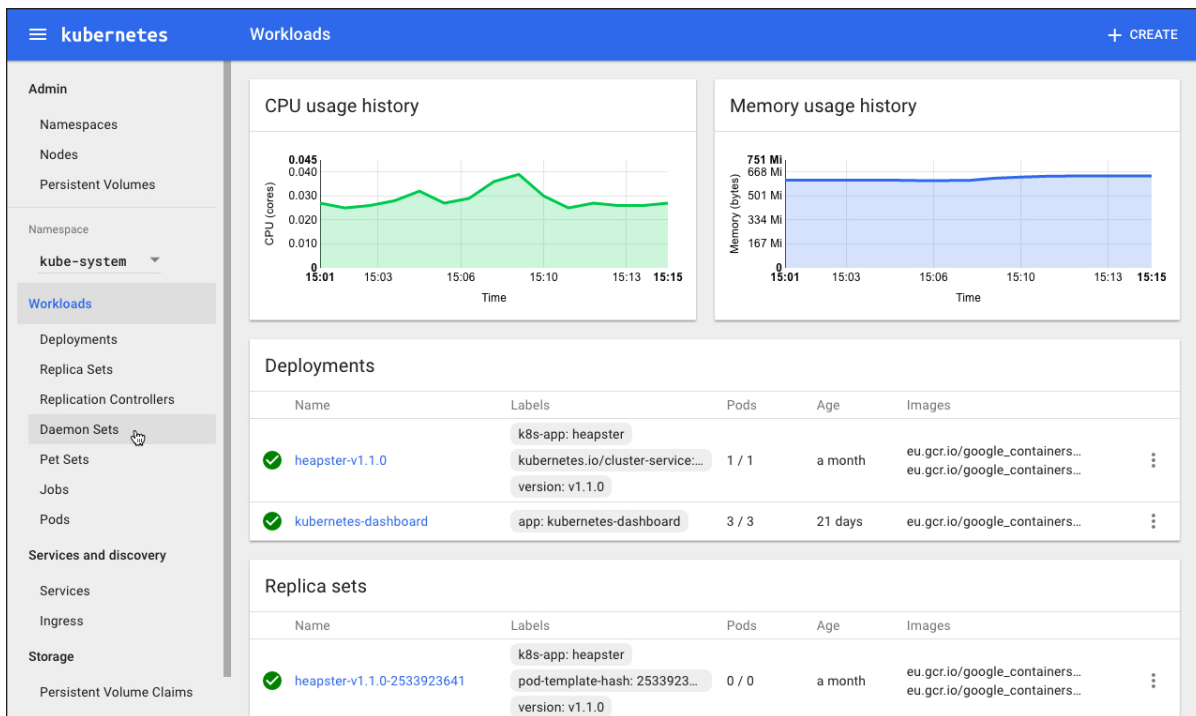 kubernetes
Workloads
+ CREATE
Admin
Namespaces
Nodes
Persistent Volumes
Namespace
kube-system
Workloads
Deployments
Replica Sets
Replication Controllers
Daemon Sets
Pet Sets
Jobs
Pods
Services and discovery
Services
Ingress
Storage
Persistent Volume Claims
CPU usage history
CPU (cores)
0.045
0.040
0.030
0.020
0.010
0
15:01 15:03 15:06 15:10 15:13 15:15
Time
Memory usage history
Memory (bytes)
751 Mi
668 Mi
501 Mi
334 Mi
167 Mi
0
15:01 15:03 15:06 15:10 15:13 15:15
Time
Deployments
Name Labels Pods Age Images
heapster-v1.1.0
k8s-app: heapster
kubernetes.io/cluster-service:...
version: v1.1.0
1 / 1
a month
eu.gcr.io/google_containers...
eu.gcr.io/google_containers...
kubernetes-dashboard
app: kubernetes-dashboard
3 / 3
21 days
eu.gcr.io/google_containers...
Replica sets
Name Labels Pods Age Images
heapster-v1.1.0-2533923641
k8s-app: heapster
pod-template-hash: 2533923...
version: v1.1.0
0 / 0
a month
eu.gcr.io/google_containers...
eu.gcr.io/google_containers...